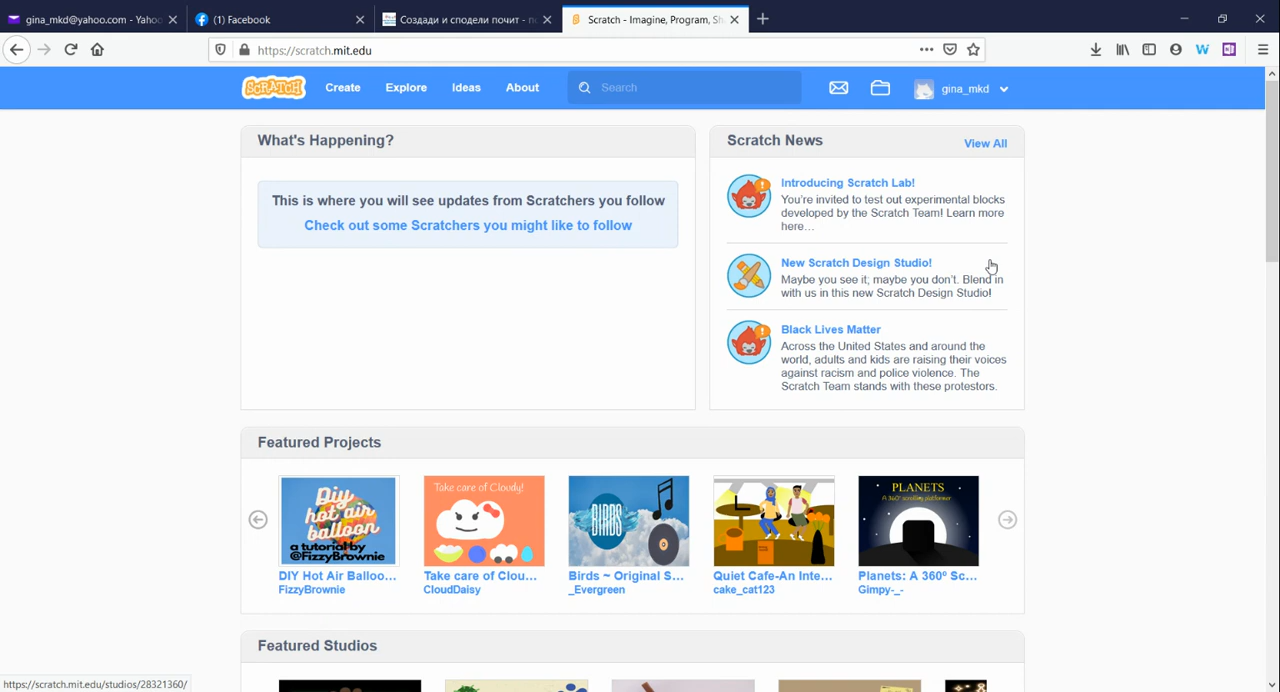 gina_mkd@yahoo.com - Yahoo
(1) Facebook
Создади и сподели почит - п
Scratch - Imagine, Program, Sh
https://scratch.mit.edu
SCRATCH
Create
Explore
Ideas
About
Search
gina_mkd
What's Happening?
This is where you will see updates from Scratchers you follow
Check out some Scratchers you might like to follow
Scratch News
View All
Introducing Scratch Lab!
You're invited to test out experimental blocks
developed by the Scratch Team! Learn more
here…
New Scratch Design Studio!
Maybe you see it; maybe you don't. Blend in
with us in this new Scratch Design Studio!
Black Lives Matter
Across the United States and around the
world, adults and kids are raising their voices
against racism and police violence. The
Scratch Team stands with these protestors.
Featured Projects
Diy
hot air
balloon
a tutorial by
@FizzyBrownie
Take care of Cloudy!
BIRBS
PLANETS
A 360° scrolling platformer
DIY Hot Air Balloo...
Take care of Clou...
Birds ~ Original S...
Quiet Cafe-An Inte...
Planets: A 360º Sc...
FizzyBrownie
CloudDaisy
_Evergreen
cake_cat123
Gimpy-_-
Featured Studios
https://scratch.mit.edu/studios/28321360/